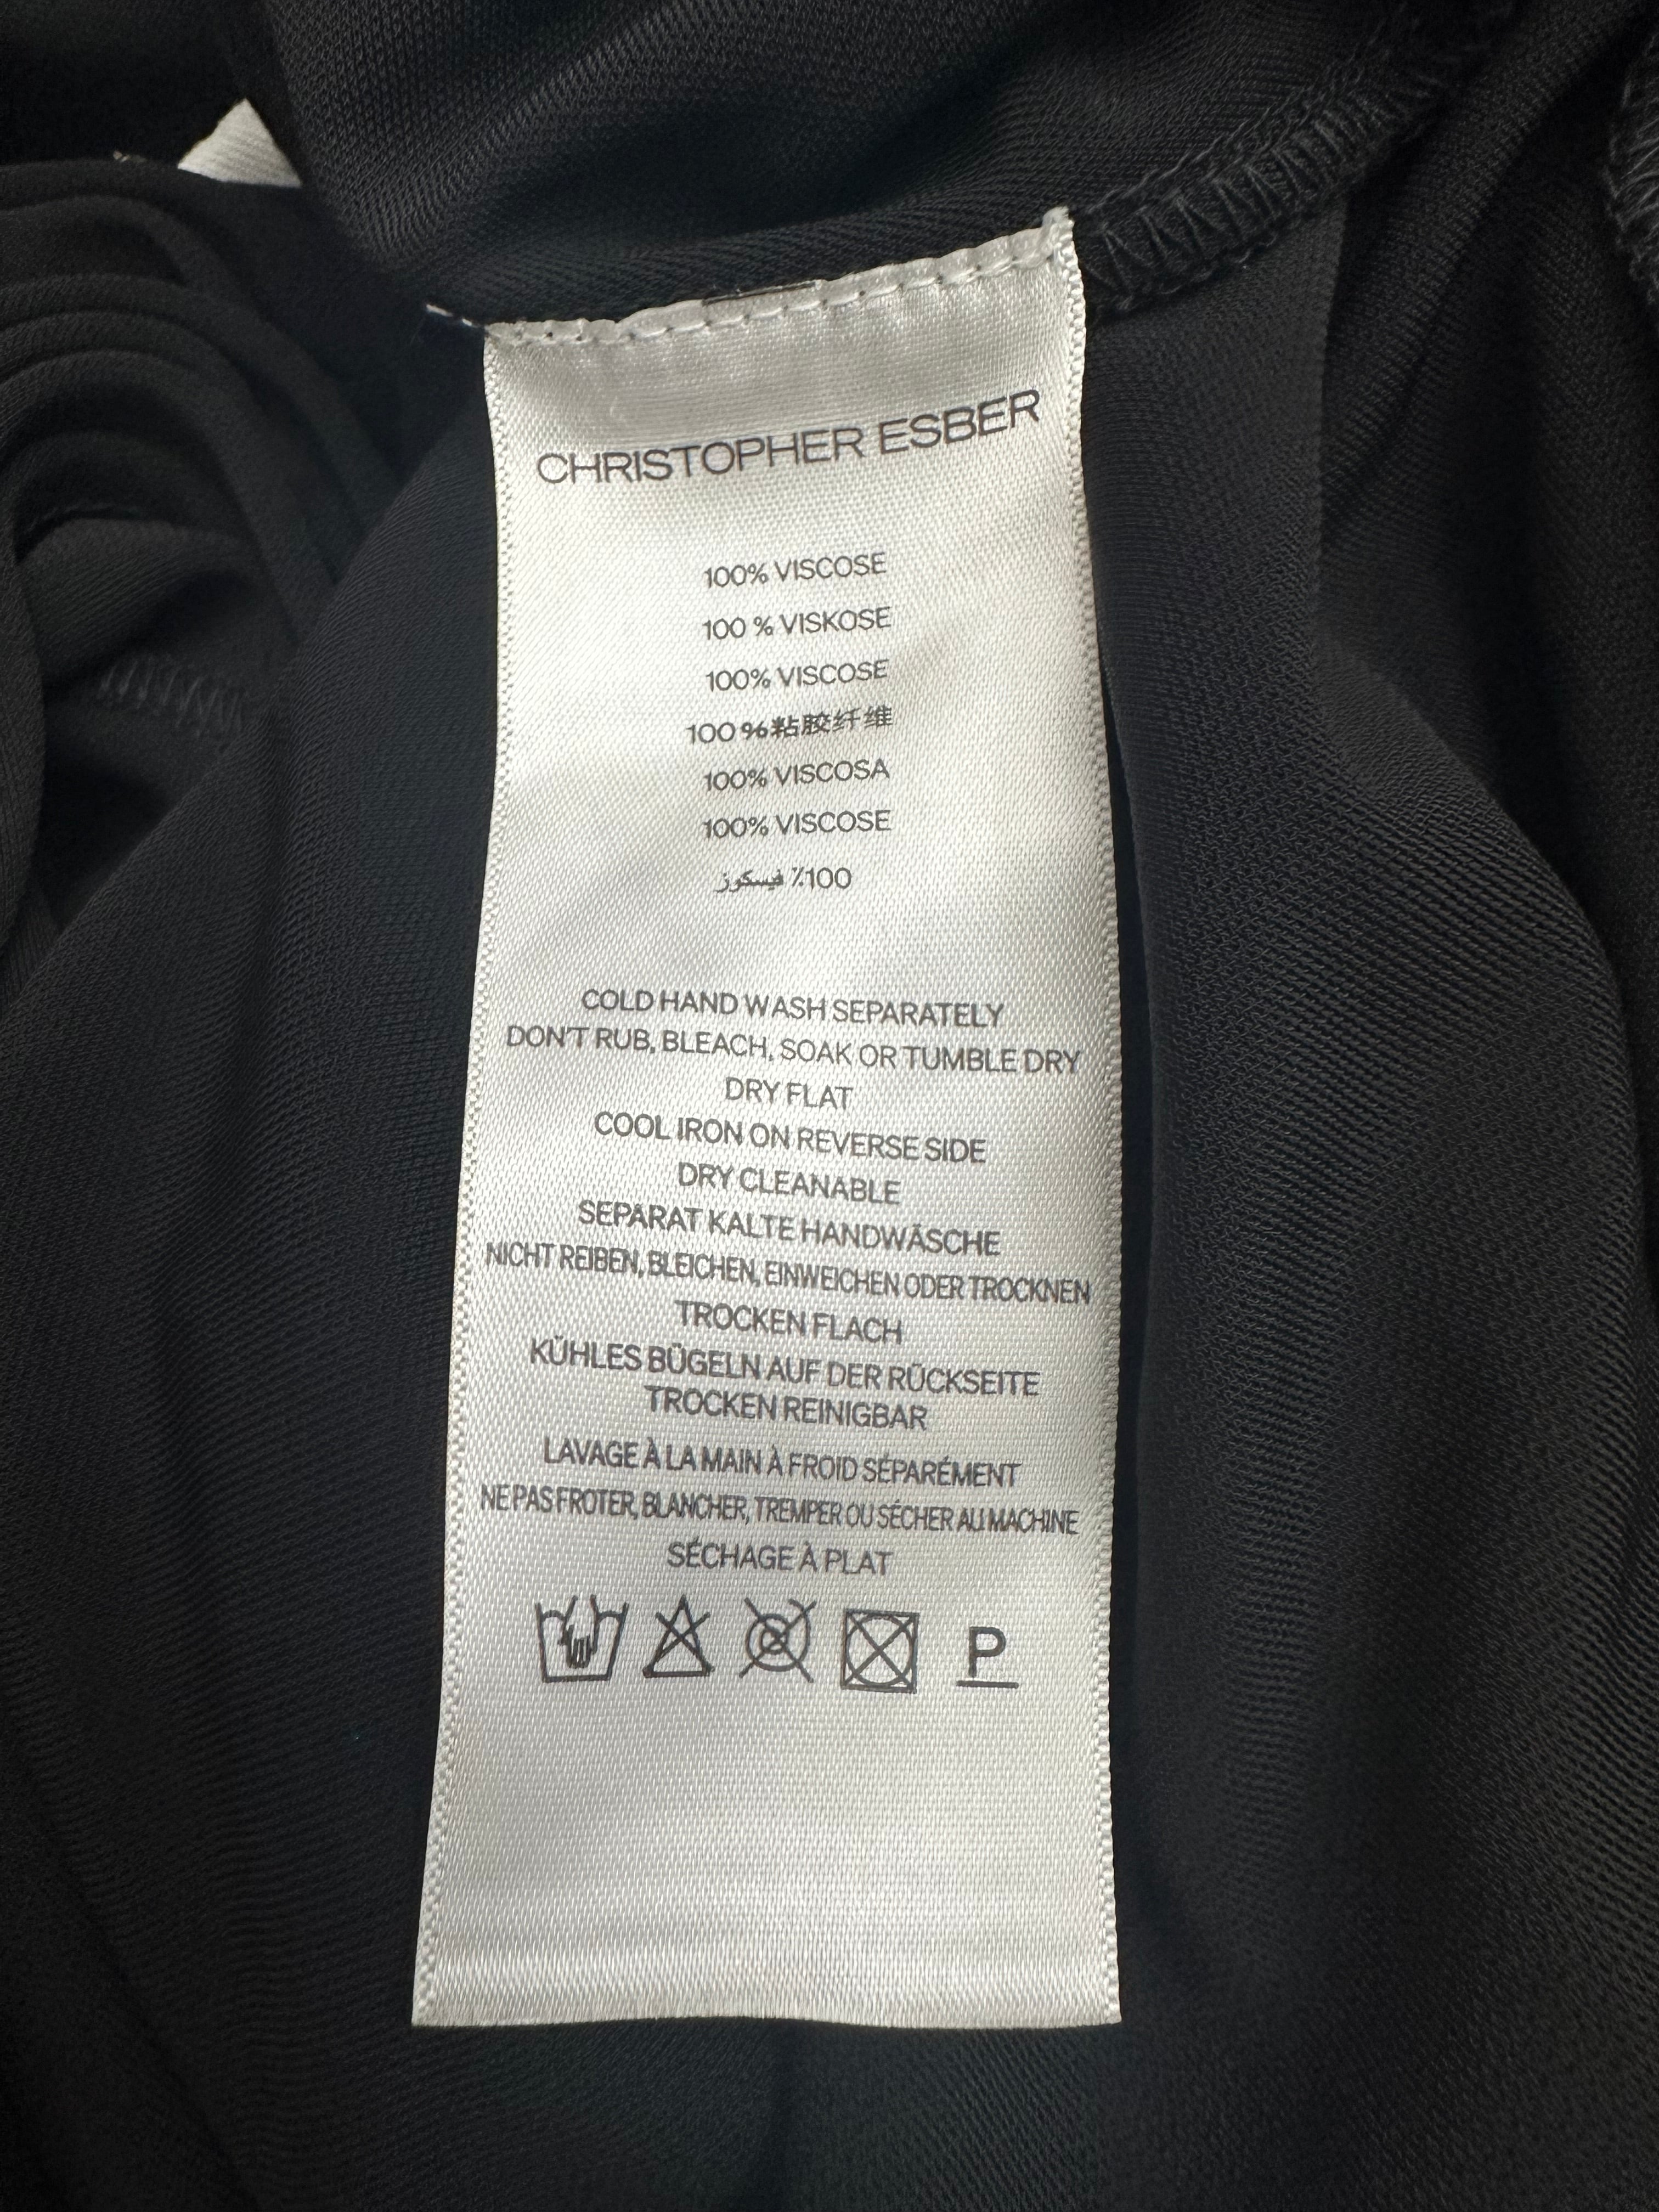 CHRISTOPHER ESBER
100% VISCOSE
100 % VISKOSE
100% VISCOSE
100 %粘胶纤维
100% VISCOSA
100% VISCOSE
100٪ فيسكوز
COLD HAND WASH SEPARATELY
DON'T RUB, BLEACH, SOAK OR TUMBLE DRY
DRY FLAT
COOL IRON ON REVERSE SIDE
DRY CLEANABLE
SEPARAT KALTE HANDWÄSCHE
NICHT REIBEN, BLEICHEN, EINWEICHEN ODER TROCKNEN
TROCKEN FLACH
KÜHLES BÜGELN AUF DER RÜCKSEITE
TROCKEN REINIGBAR
LAVAGE À LA MAIN À FROID SÉPARÉMENT
NE PAS FROTER, BLANCHER, TREMPER OU SÉCHER AU MACHINE
SÉCHAGE À PLAT
P